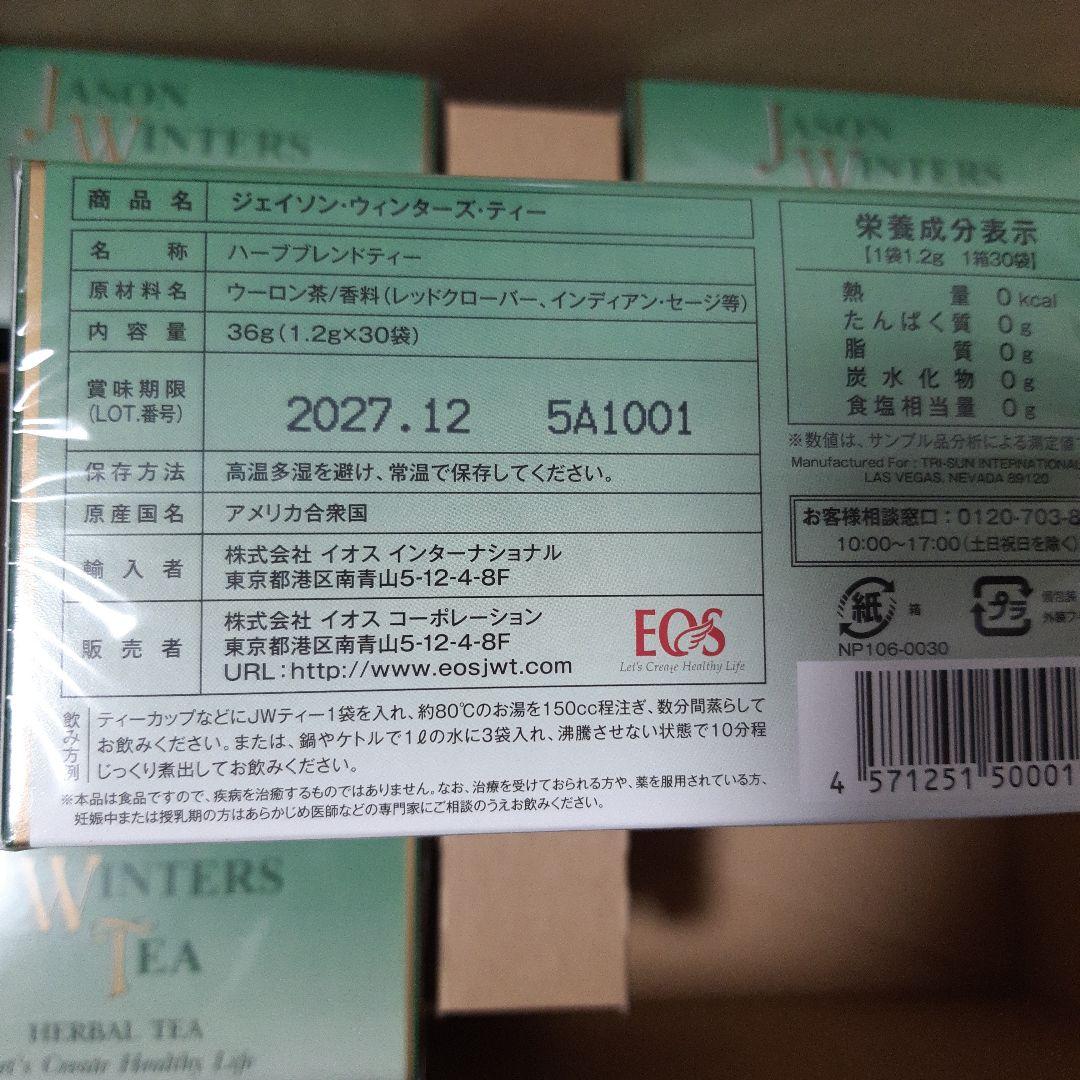 JASON
WINTERS
JASON
WINTERS
商品名 ジェイソン・ウィンターズ・ティー
名称 ハーブブレンドティー
原材料名 ウーロン茶/香料(レッドクローバー、インディアン・セージ等)
内容量 36g(1.2g×30袋)
賞味期限
(LOT.番号) 2027.12 5A1001
保存方法 高温多湿を避け、常温で保存してください。
原産国名 アメリカ合衆国
輸入者 株式会社 イオス インターナショナル
東京都港区南青山5-12-4-8F
販売者 株式会社 イオス コーポレーション
東京都港区南青山5-12-4-8F
URL:http://www.eosjwt.com
EOS
Let's Create Healthy Life
飲み方例 ティーカップなどにJWティー1袋を入れ、約80℃のお湯を150cc程注ぎ、数分間蒸らして
お飲みください。または、鍋やケトルで1ℓの水に3袋入れ、沸騰させない状態で10分程
じっくり煮出してお飲みください。
※本品は食品ですので、疾病を治癒するものではありません。なお、治療を受けておられる方や、薬を服用されている方、
妊娠中または授乳期の方はあらかじめ医師などの専門家にご相談のうえお飲みください。
栄養成分表示
【1袋1.2g 1箱30袋】
熱量 0kcal
たんぱく質 0g
脂質 0g
炭水化物 0g
食塩相当量 0g
※数値は、サンプル品分析による測定値
Manufactured For : TRI-SUN INTERNATIONAL
LAS VEGAS, NEVADA 89120
お客様相談窓口:0120-703-8
10:00〜17:00(土日祝日を除く)
紙 箱
プラ 個包装
外装フ
NP106-0030
4 571251 50001
WINTERS
TEA
HERBAL TEA
Let's Create Healthy Life